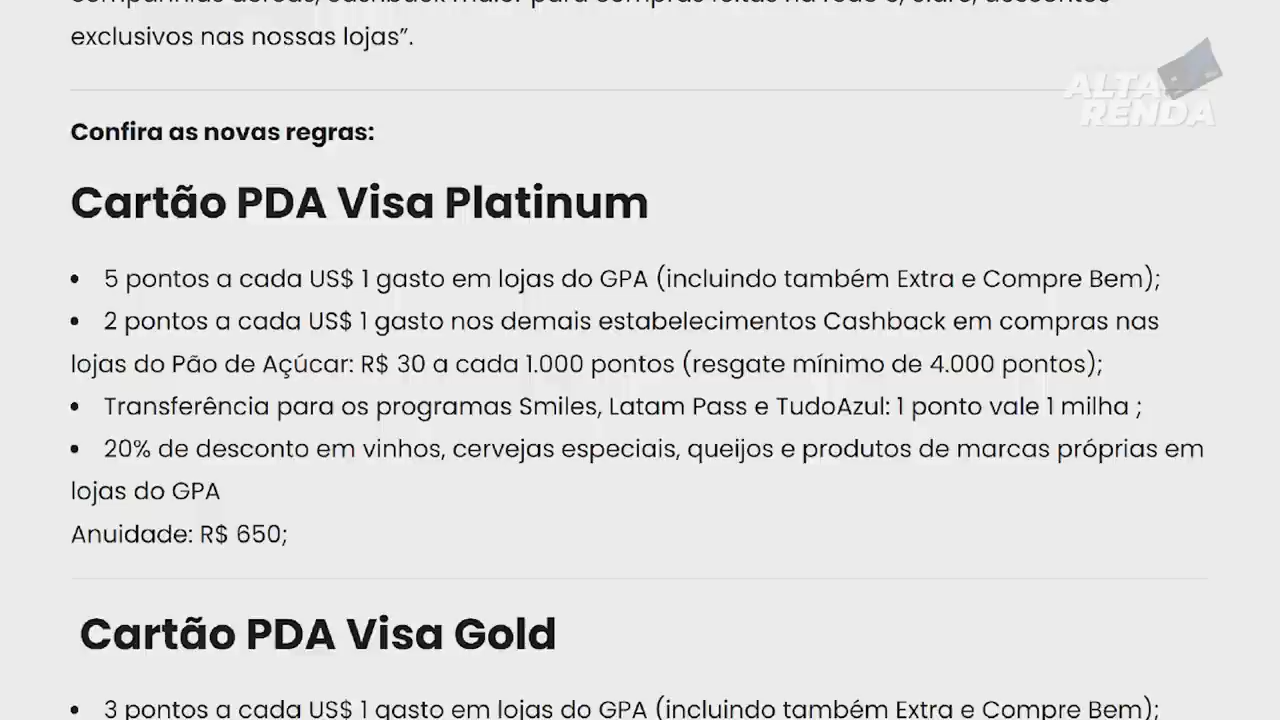 exclusivos nas nossas lojas”.
ALTA
RENDA
Confira as novas regras:
Cartão PDA Visa Platinum
• 5 pontos a cada US$ 1 gasto em lojas do GPA (incluindo também Extra e Compre Bem);
• 2 pontos a cada US$ 1 gasto nos demais estabelecimentos Cashback em compras nas
lojas do Pão de Açúcar: R$ 30 a cada 1.000 pontos (resgate mínimo de 4.000 pontos);
• Transferência para os programas Smiles, Latam Pass e TudoAzul: 1 ponto vale 1 milha ;
• 20% de desconto em vinhos, cervejas especiais, queijos e produtos de marcas próprias em
lojas do GPA
Anuidade: R$ 650;
Cartão PDA Visa Gold
• 3 pontos a cada US$ 1 gasto em lojas do GPA (incluindo também Extra e Compre Bem);